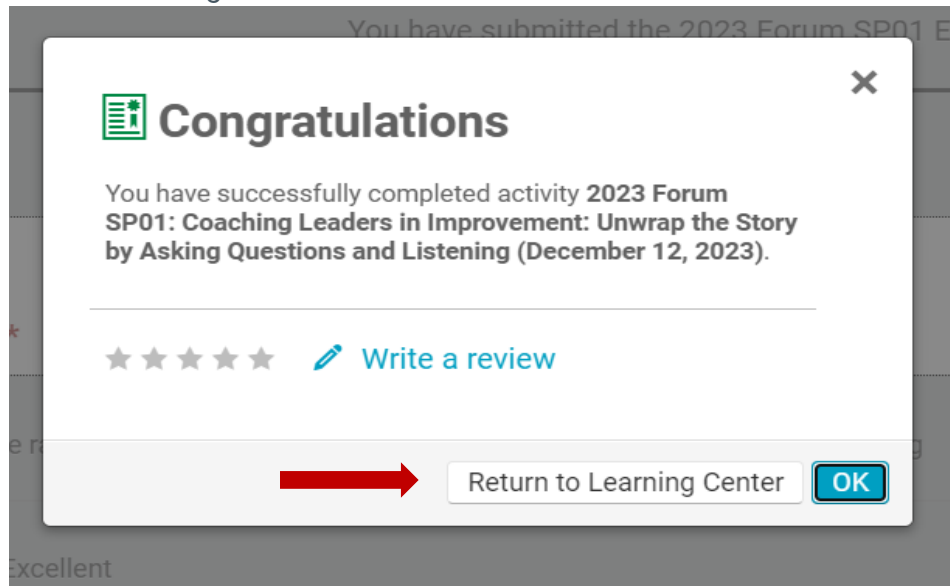 You have submitted the 2023 Forum SP01 E
Congratulations
You have successfully completed activity 2023 Forum
SP01: Coaching Leaders in Improvement: Unwrap the Story
by Asking Questions and Listening (December 12, 2023).
*
Write a review
Return to Learning Center OK
Excellent